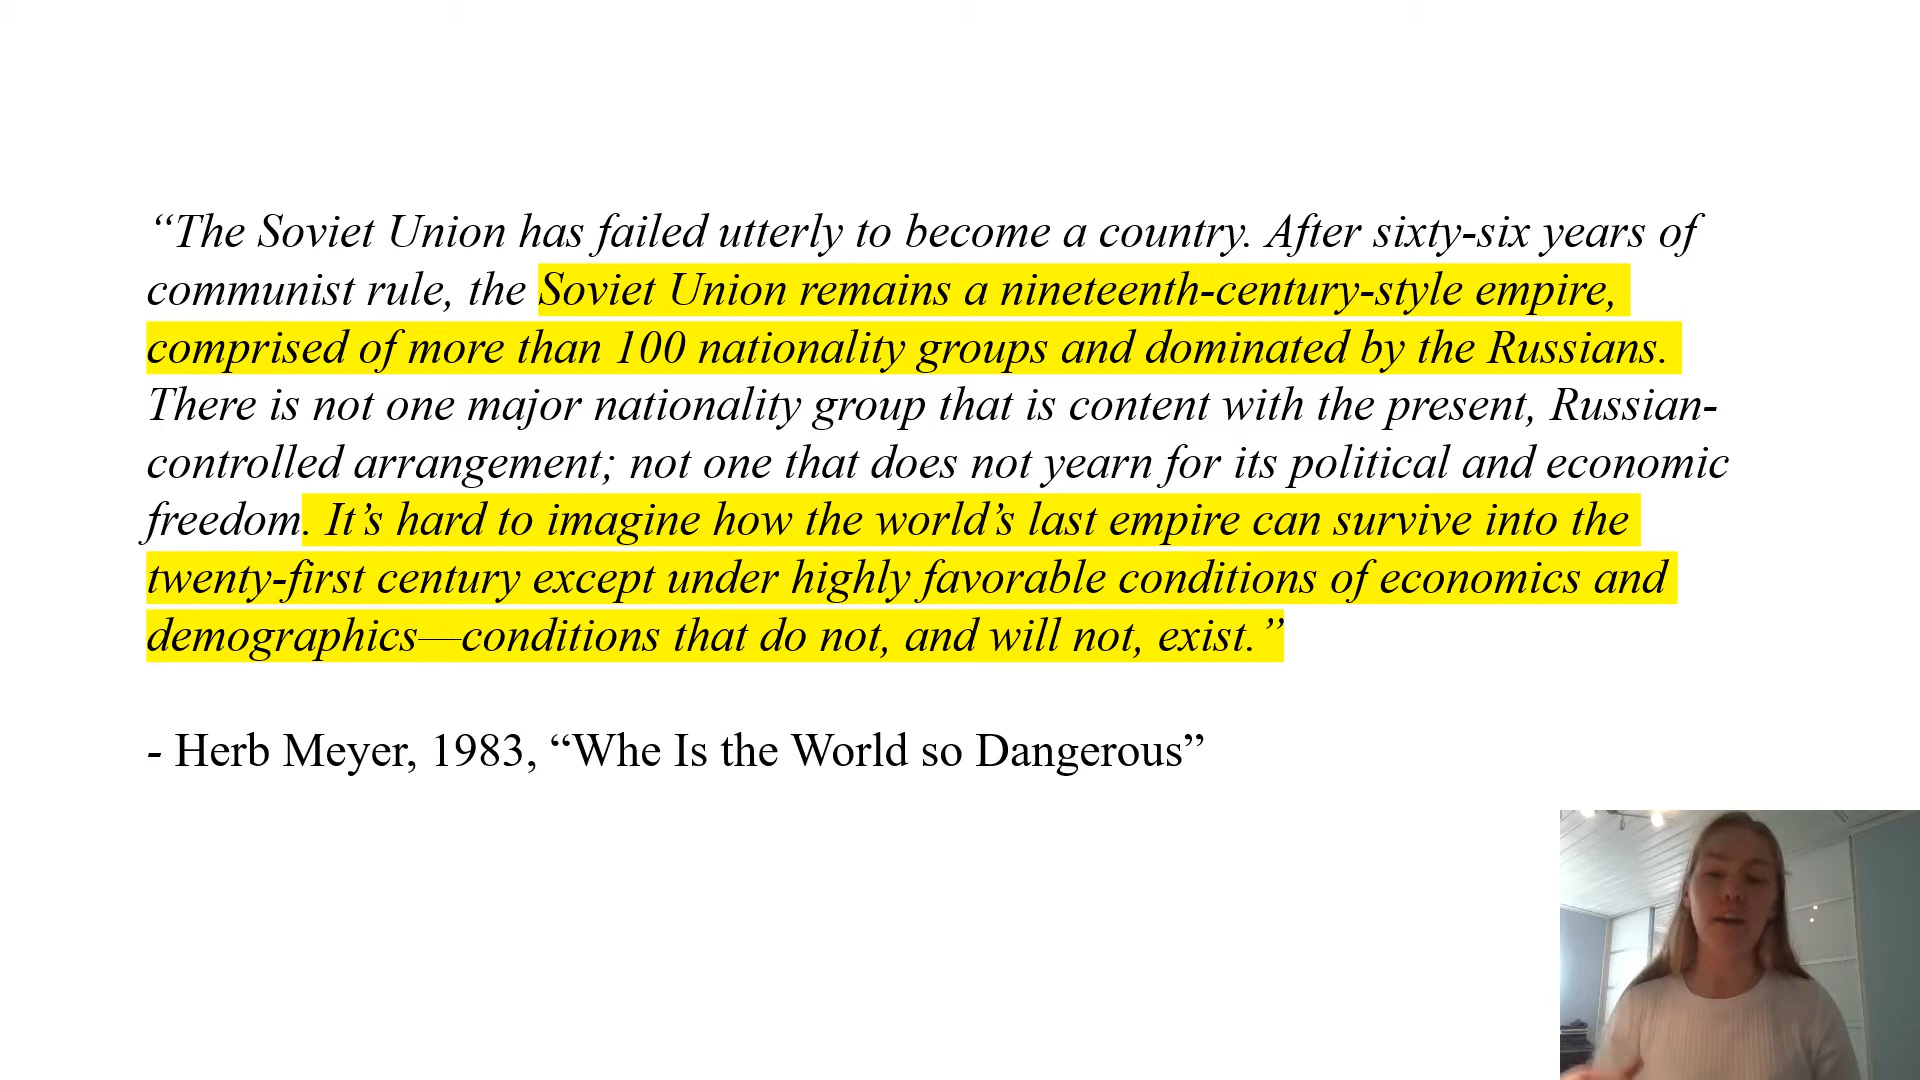 “The Soviet Union has failed utterly to become a country. After sixty-six years of
communist rule, the Soviet Union remains a nineteenth-century-style empire,
comprised of more than 100 nationality groups and dominated by the Russians.
There is not one major nationality group that is content with the present, Russian-
controlled arrangement; not one that does not yearn for its political and economic
freedom. It’s hard to imagine how the world’s last empire can survive into the
twenty-first century except under highly favorable conditions of economics and
demographics—conditions that do not, and will not, exist.”
- Herb Meyer, 1983, “Whe Is the World so Dangerous”